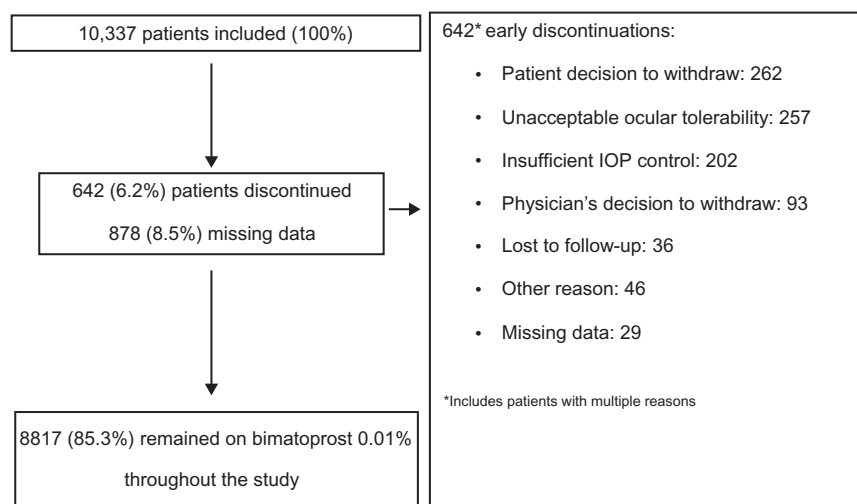 10,337 patients included (100%)
642 (6.2%) patients discontinued
878 (8.5%) missing data
8817 (85.3%) remained on bimatoprost 0.01%
throughout the study
642* early discontinuations:
• Patient decision to withdraw: 262
• Unacceptable ocular tolerability: 257
• Insufficient IOP control: 202
• Physician’s decision to withdraw: 93
• Lost to follow-up: 36
• Other reason: 46
• Missing data: 29
*Includes patients with multiple reasons